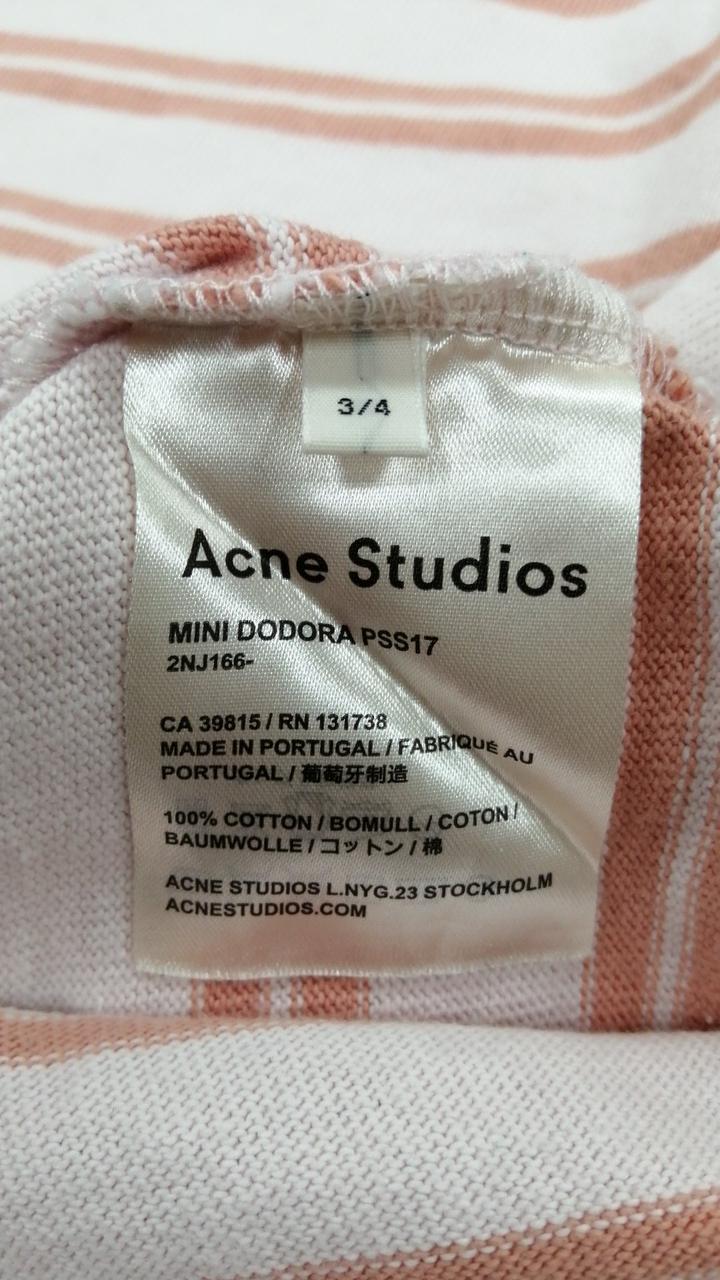 3/4
Acne Studios
MINI DODORA PSS17
2NJ166-
CA 39815 / RN 131738
MADE IN PORTUGAL / FABRIQUÉ AU
PORTUGAL / 葡萄牙制造
100% COTTON / BOMULL / COTON /
BAUMWOLLE / コットン / 棉
ACNE STUDIOS L.NYG.23 STOCKHOLM
ACNESTUDIOS.COM